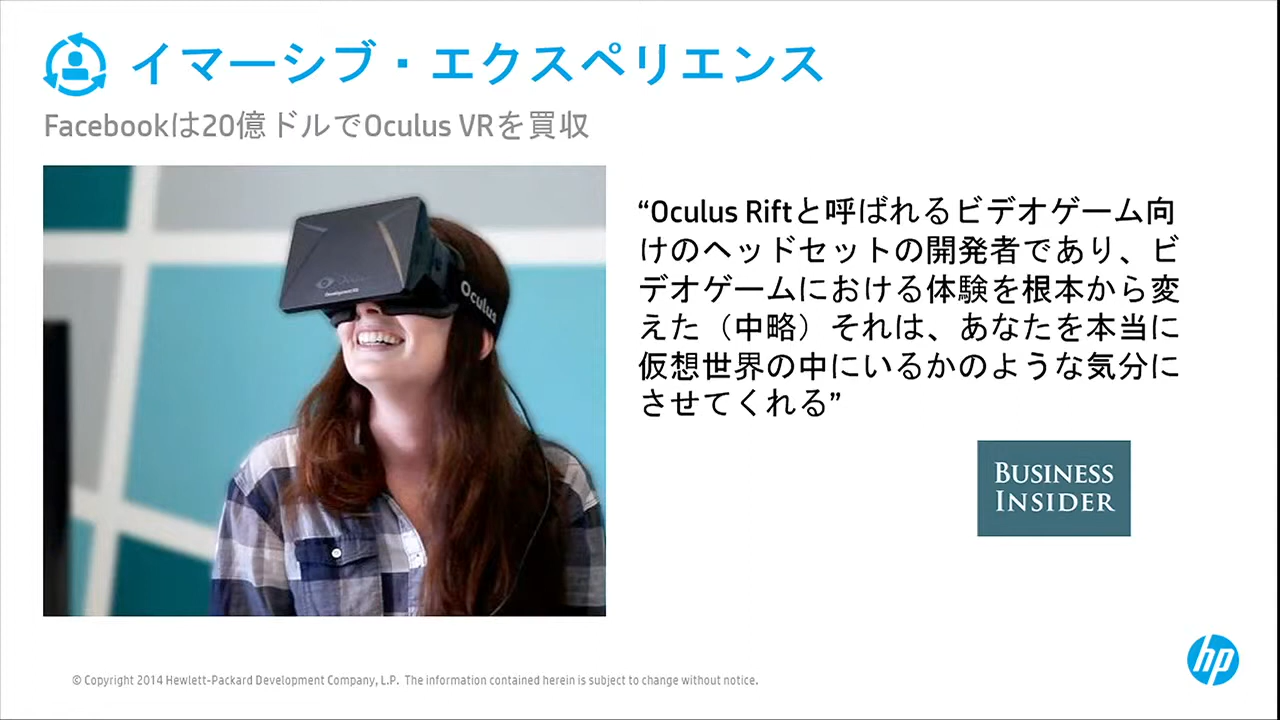 イマーシブ・エクスペリエンス
Facebookは20億ドルでOculus VRを買収
“Oculus Riftと呼ばれるビデオゲーム向
けのヘッドセットの開発者であり、ビ
デオゲームにおける体験を根本から変
えた（中略）それは、あなたを本当に
仮想世界の中にいるかのような気分に
させてくれる”
Oculus
BUSINESS
INSIDER
hp
© Copyright 2014 Hewlett-Packard Development Company, L.P. The information contained herein is subject to change without notice.